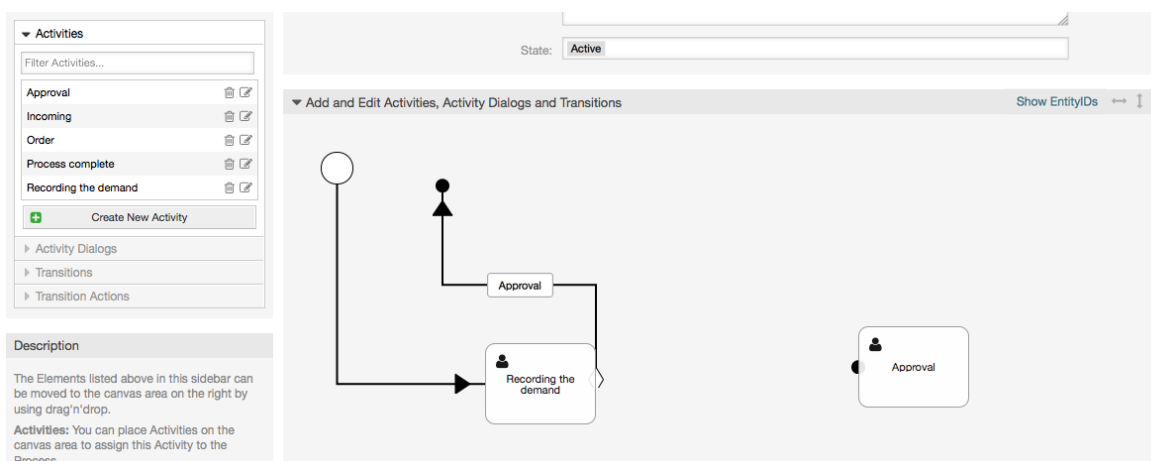 Activities
Filter Activities...
Approval
Incoming
Order
Process complete
Recording the demand
Create New Activity
Activity Dialogs
Transitions
Transition Actions
Description
The Elements listed above in this sidebar can
be moved to the canvas area on the right by
using drag'n'drop.
Activities: You can place Activities on the
canvas area to assign this Activity to the
Process.
State:
Active
Add and Edit Activities, Activity Dialogs and Transitions
Show EntityIDs
Approval
Recording the
demand
Approval